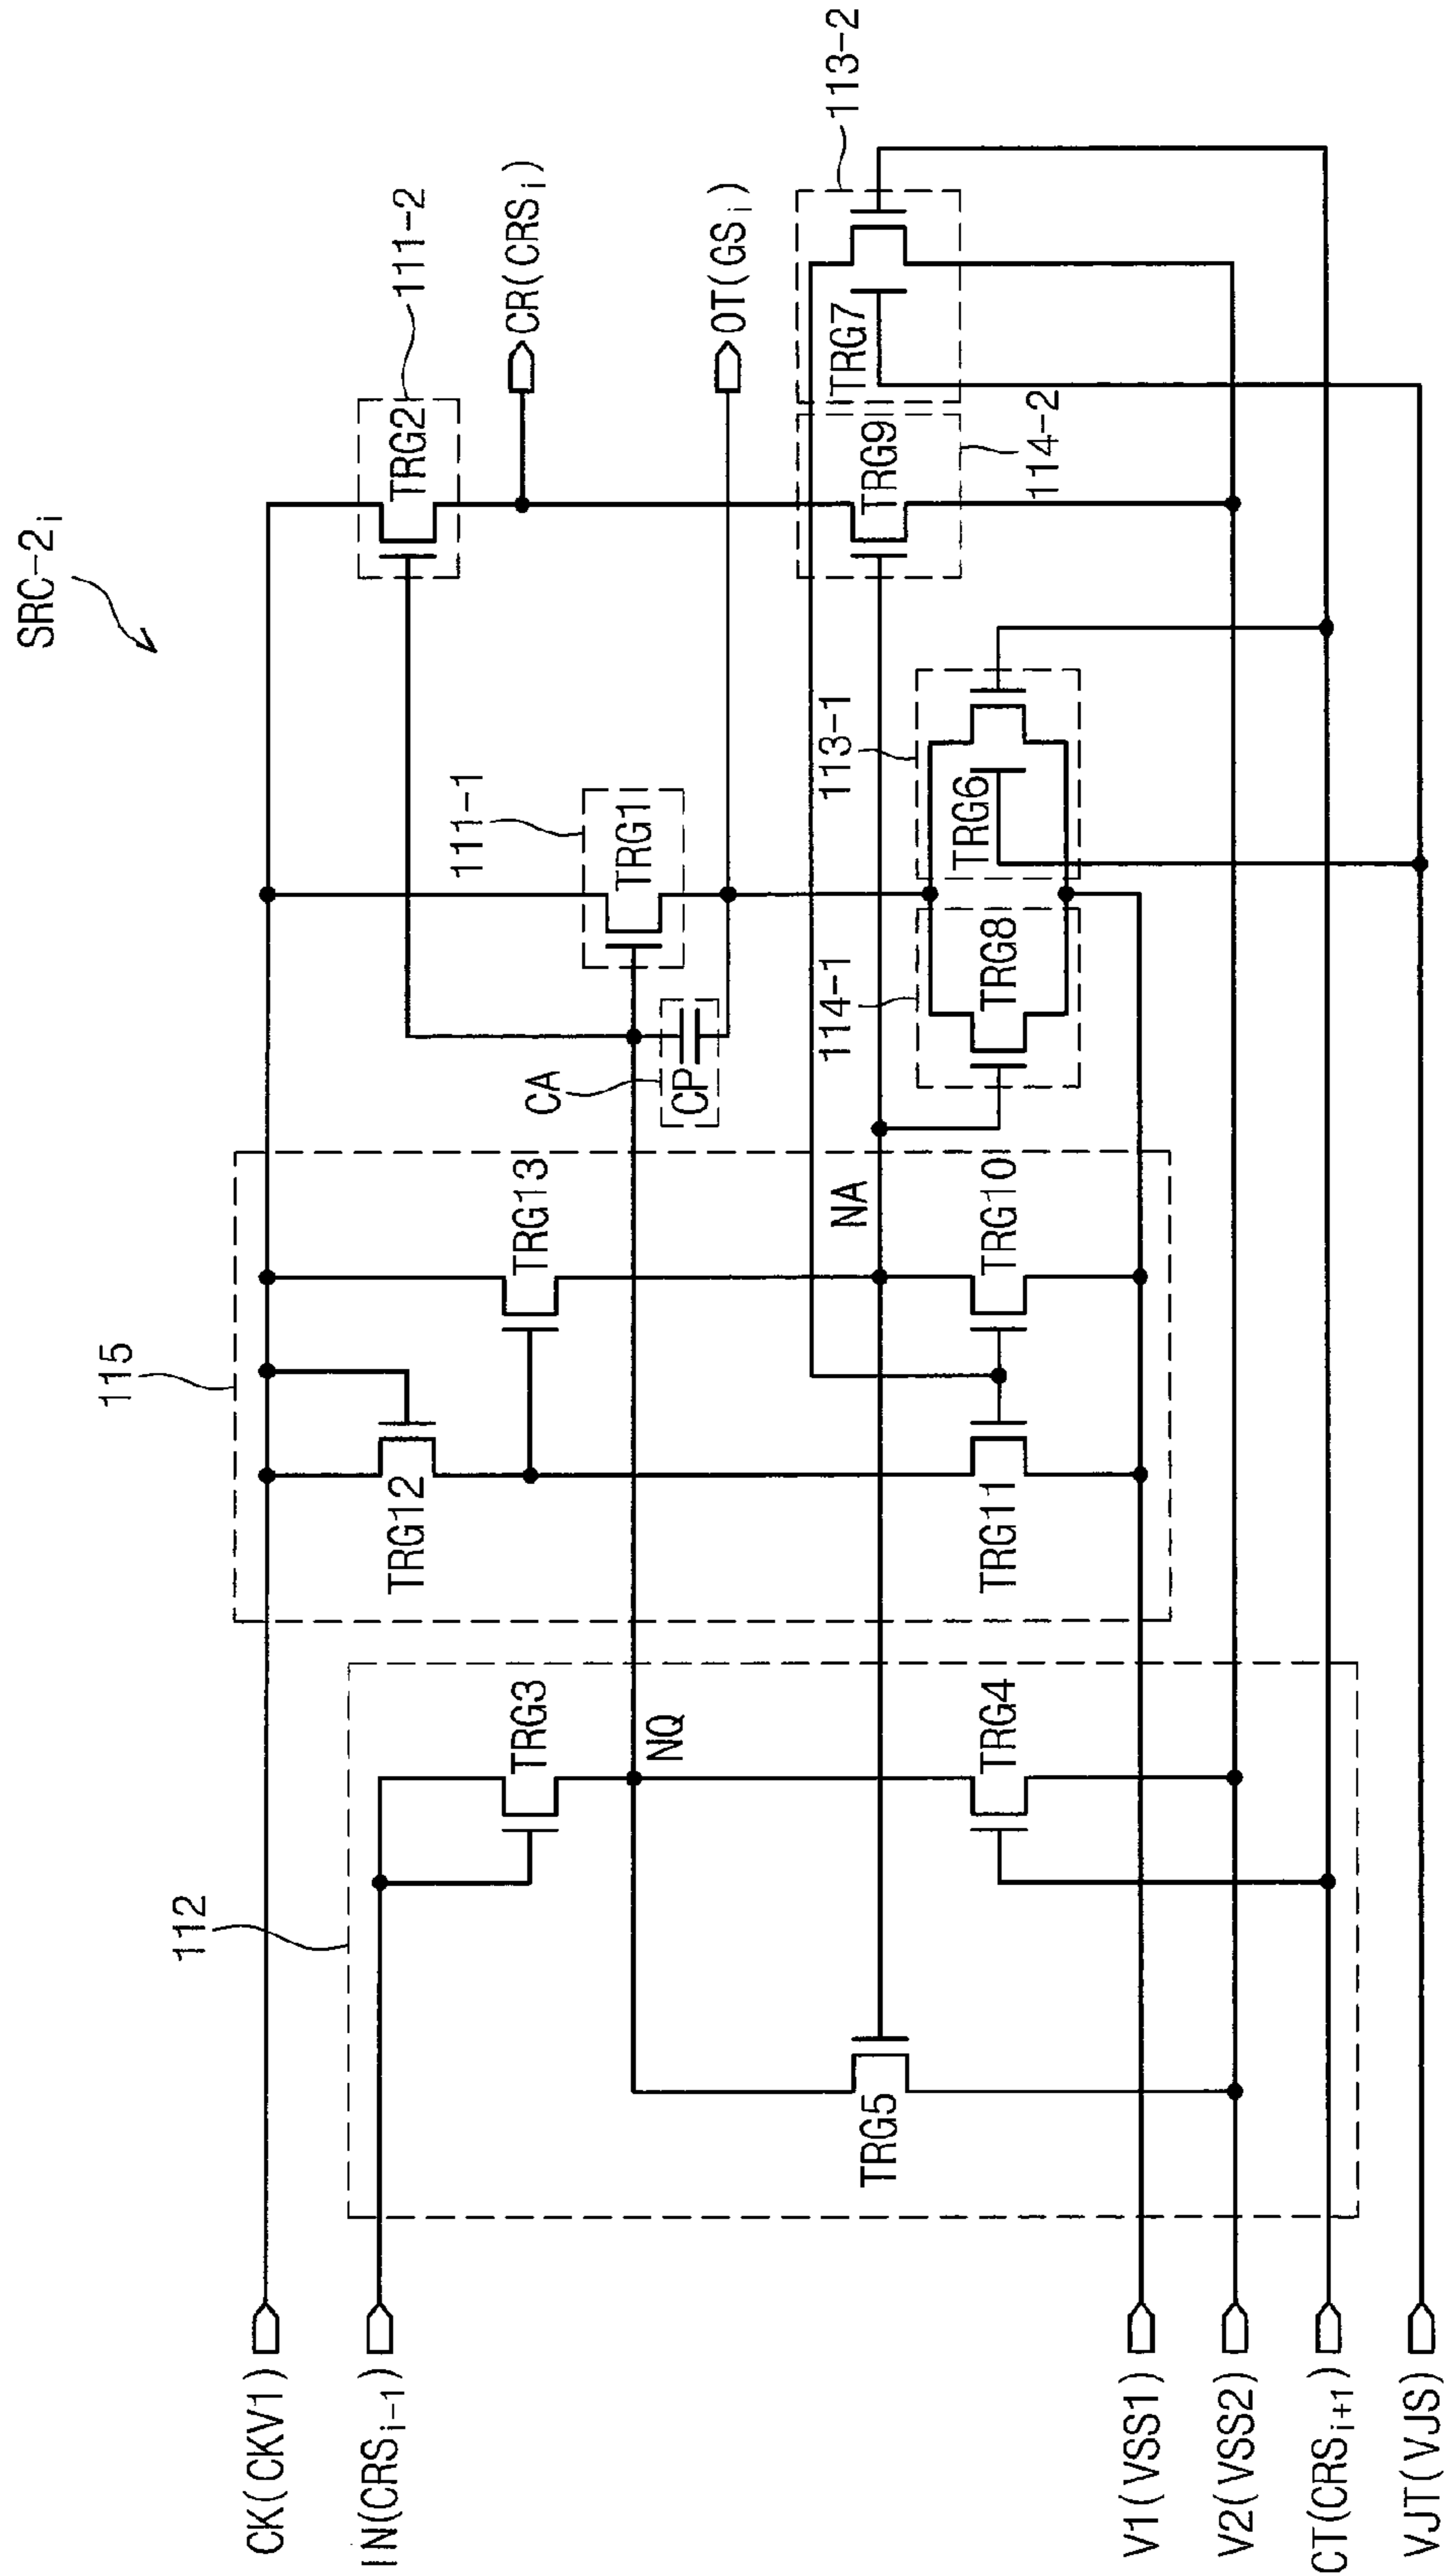 SRC-2i
112
115
111-1
111-2
TRG2
CR(CRSi)
TRG12
TRG3
TRG13
CA
CP
TRG1
OT(GSi)
NQ
NA
TRG5
114-1
113-1
TRG9
TRG7
113-2
114-2
TRG4
TRG11
TRG10
TRG8
TRG6
CK(CKV1)
IN(CRSi-1)
V1(VSS1)
V2(VSS2)
CT(CRSi+1)
VJT(VJS)